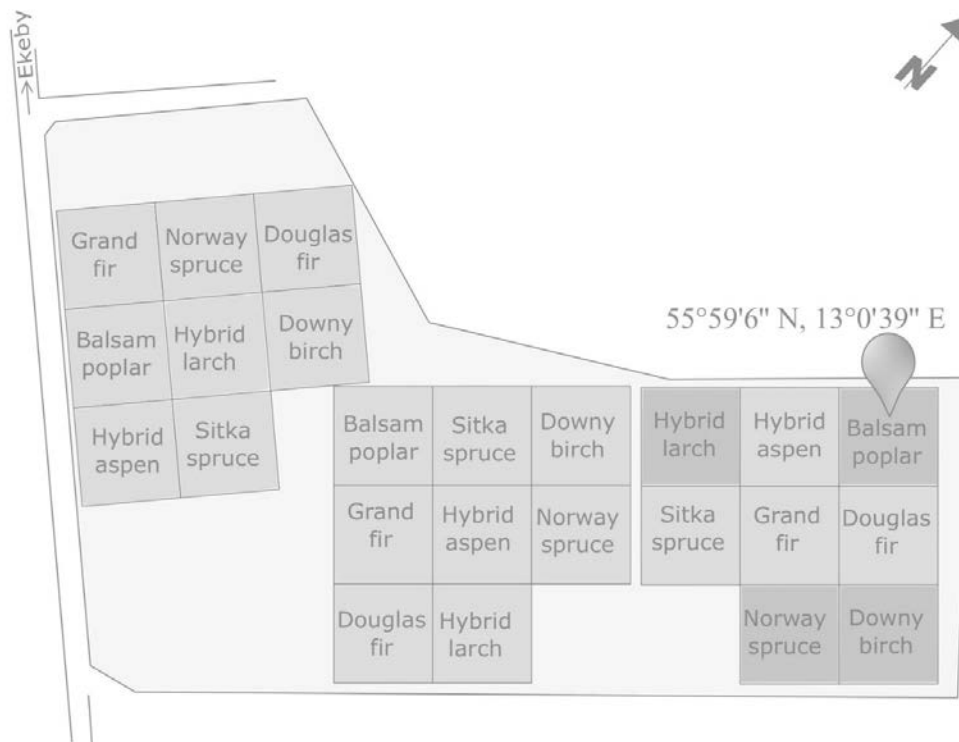 →Ekeby
N
Grand
fir
Norway
spruce
Douglas
fir
Balsam
poplar
Hybrid
larch
Downy
birch
Hybrid
aspen
Sitka
spruce
55°59'6" N, 13°0'39" E
Balsam
poplar
Sitka
spruce
Downy
birch
Grand
fir
Hybrid
aspen
Norway
spruce
Douglas
fir
Hybrid
larch
Hybrid
larch
Hybrid
aspen
Balsam
poplar
Sitka
spruce
Grand
fir
Douglas
fir
Norway
spruce
Downy
birch